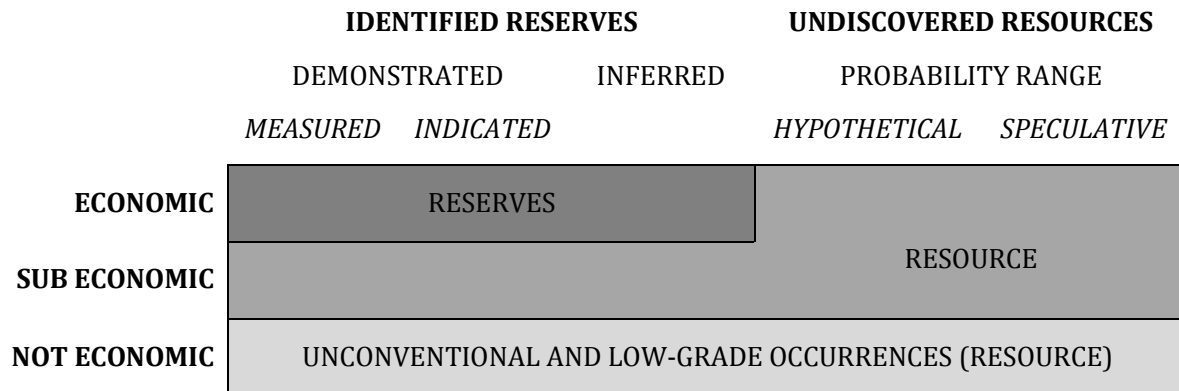 IDENTIFIED RESERVES UNDISCOVERED RESOURCES
DEMONSTRATED INFERRED PROBABILITY RANGE
MEASURED INDICATED HYPOTHETICAL SPECULATIVE
ECONOMIC RESERVES
RESOURCE
SUB ECONOMIC
NOT ECONOMIC UNCONVENTIONAL AND LOW-GRADE OCCURRENCES (RESOURCE)